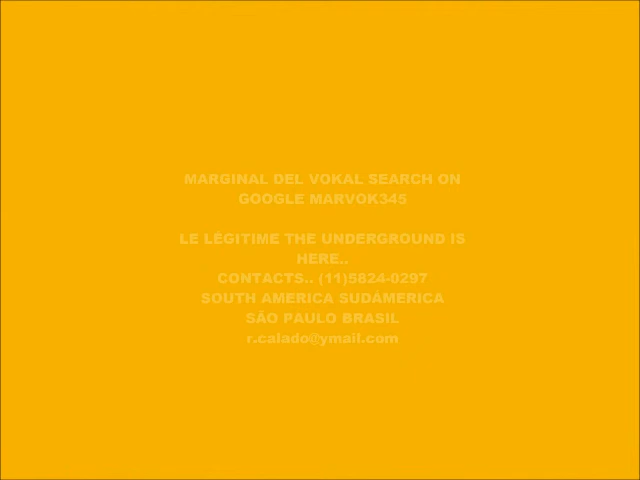 MARGINAL DEL VOKAL SEARCH ON
GOOGLE MARVOK345
LE LÉGITIME THE UNDERGROUND IS
HERE..
CONTACTS.. (11)5824-0297
SOUTH AMERICA SUDÁMERICA
SÃO PAULO BRASIL
r.calado@ymail.com